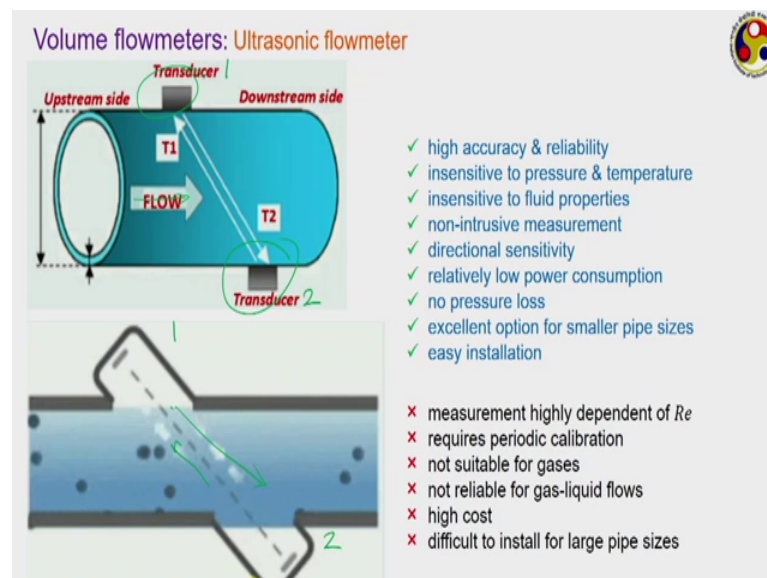 Volume flowmeters: Ultrasonic flowmeter
Transducer 1
Upstream side
Downstream side
T1
FLOW
T2
Transducer 2
1
2
✓ high accuracy & reliability
✓ insensitive to pressure & temperature
✓ insensitive to fluid properties
✓ non-intrusive measurement
✓ directional sensitivity
✓ relatively low power consumption
✓ no pressure loss
✓ excellent option for smaller pipe sizes
✓ easy installation
× measurement highly dependent of Re
× requires periodic calibration
× not suitable for gases
× not reliable for gas-liquid flows
× high cost
× difficult to install for large pipe sizes